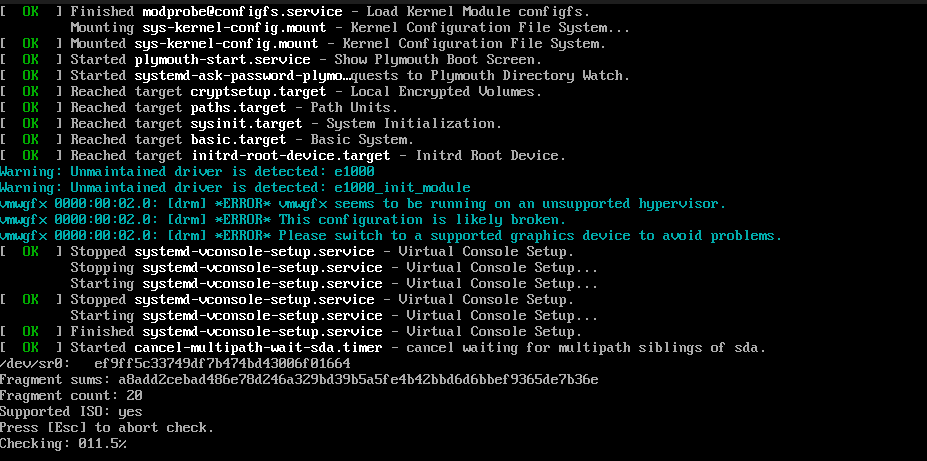 [  OK  ] Finished modprobe@configfs.service - Load Kernel Module configfs.
Mounting sys-kernel-config.mount - Kernel Configuration File System...
[  OK  ] Mounted sys-kernel-config.mount - Kernel Configuration File System.
[  OK  ] Started plymouth-start.service - Show Plymouth Boot Screen.
[  OK  ] Started systemd-ask-password-plymo…quests to Plymouth Directory Watch.
[  OK  ] Reached target cryptsetup.target - Local Encrypted Volumes.
[  OK  ] Reached target paths.target - Path Units.
[  OK  ] Reached target sysinit.target - System Initialization.
[  OK  ] Reached target basic.target - Basic System.
[  OK  ] Reached target initrd-root-device.target - Initrd Root Device.
Warning: Unmaintained driver is detected: e1000
Warning: Unmaintained driver is detected: e1000_init_module
vmwgfx 0000:00:02.0: [drm] *ERROR* vmwgfx seems to be running on an unsupported hypervisor.
vmwgfx 0000:00:02.0: [drm] *ERROR* This configuration is likely broken.
vmwgfx 0000:00:02.0: [drm] *ERROR* Please switch to a supported graphics device to avoid problems.
[  OK  ] Stopped systemd-vconsole-setup.service - Virtual Console Setup.
Stopping systemd-vconsole-setup.service - Virtual Console Setup...
Starting systemd-vconsole-setup.service - Virtual Console Setup...
[  OK  ] Stopped systemd-vconsole-setup.service - Virtual Console Setup.
Starting systemd-vconsole-setup.service - Virtual Console Setup...
[  OK  ] Finished systemd-vconsole-setup.service - Virtual Console Setup.
[  OK  ] Started cancel-multipath-wait-sda.timer - cancel waiting for multipath siblings of sda.
/dev/sr0:   ef9ff5c33749df7b474bd43006f01664
Fragment sums: a8add2cebad486e78d246a329bd39b5a5fe4b42bbd6d6bbef9365de7b36e
Fragment count: 20
Supported ISO: yes
Press [Esc] to abort check.
Checking: 011.5%